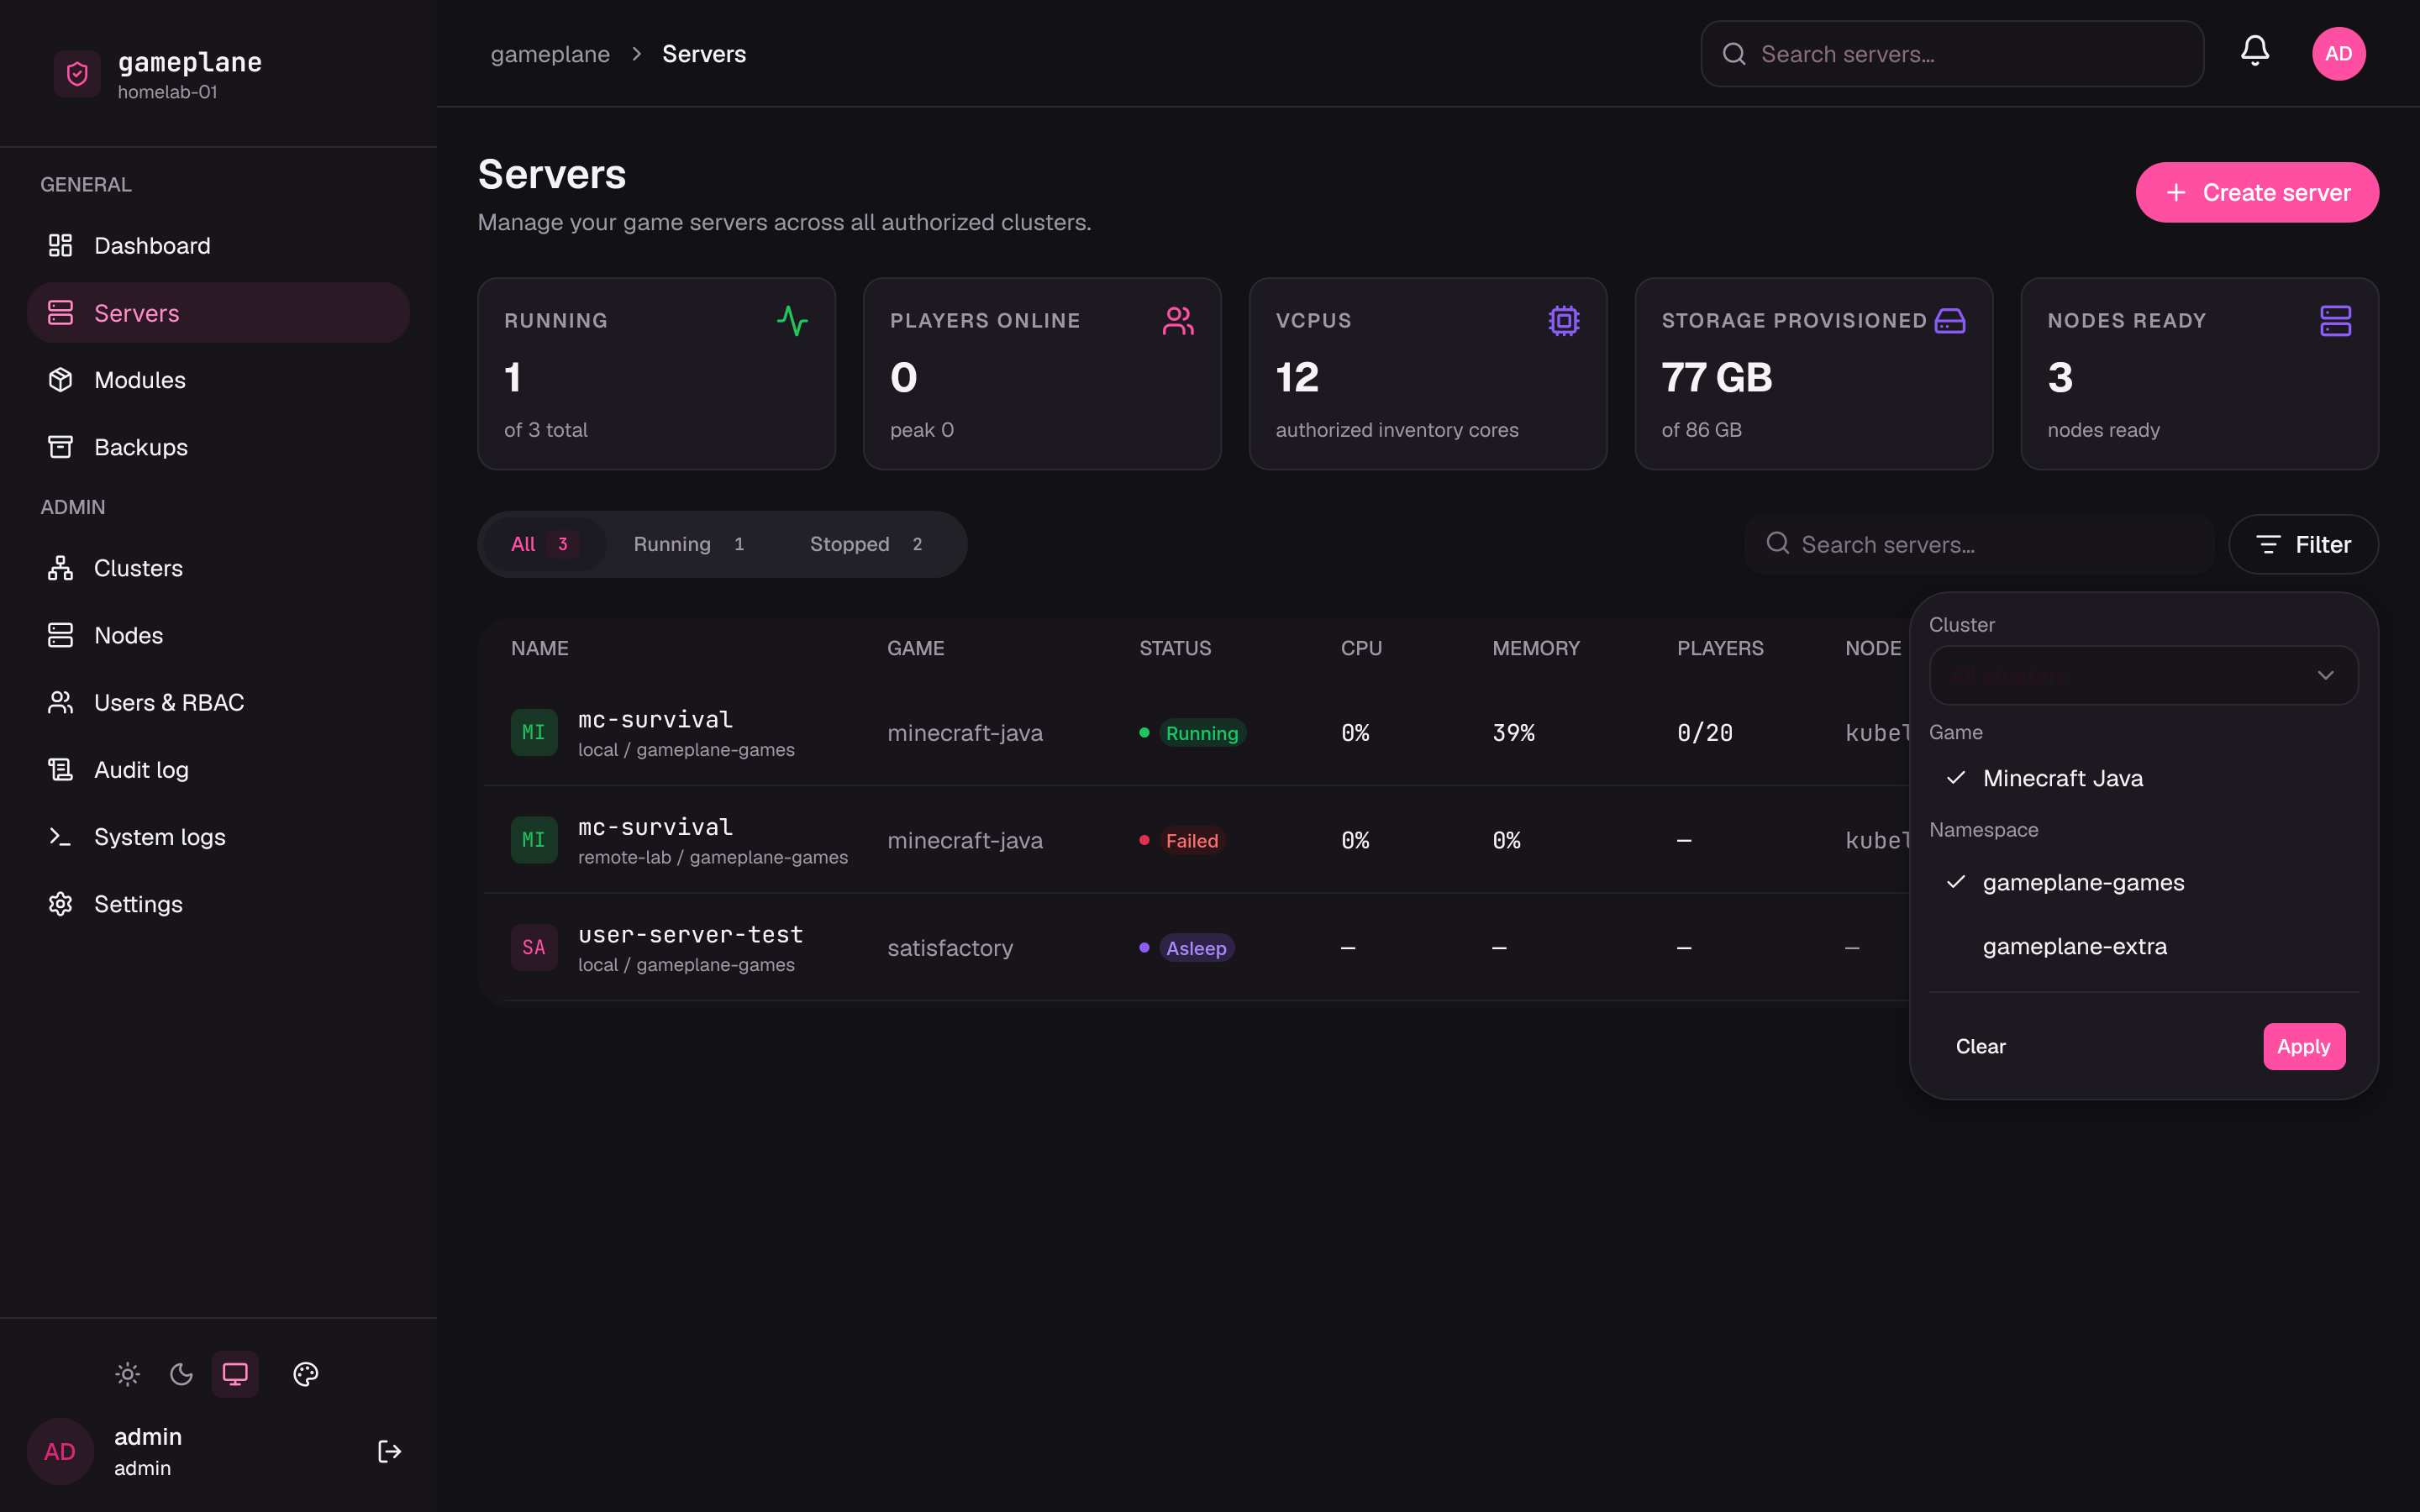 gameplane
homelab-01
GENERAL
Dashboard
Servers
Modules
Backups
ADMIN
Clusters
Nodes
Users & RBAC
Audit log
System logs
Settings
AD
admin
admin
gameplane > Servers
Search servers...
AD
Servers
Manage your game servers across all authorized clusters.
Create server
RUNNING
1
of 3 total
PLAYERS ONLINE
0
peak 0
VCPUS
12
authorized inventory cores
STORAGE PROVISIONED
77 GB
of 86 GB
NODES READY
3
nodes ready
All 3 Running 1 Stopped 2
Search servers...
Filter
NAME GAME STATUS CPU MEMORY PLAYERS NODE
MI mc-survival minecraft-java Running 0% 39% 0/20 kubel
local / gameplane-games
MI mc-survival minecraft-java Failed 0% 0% — kubel
remote-lab / gameplane-games
SA user-server-test satisfactory Asleep — — — —
local / gameplane-games
Cluster
All clusters
Game
Minecraft Java
Namespace
gameplane-games
gameplane-extra
Clear
Apply